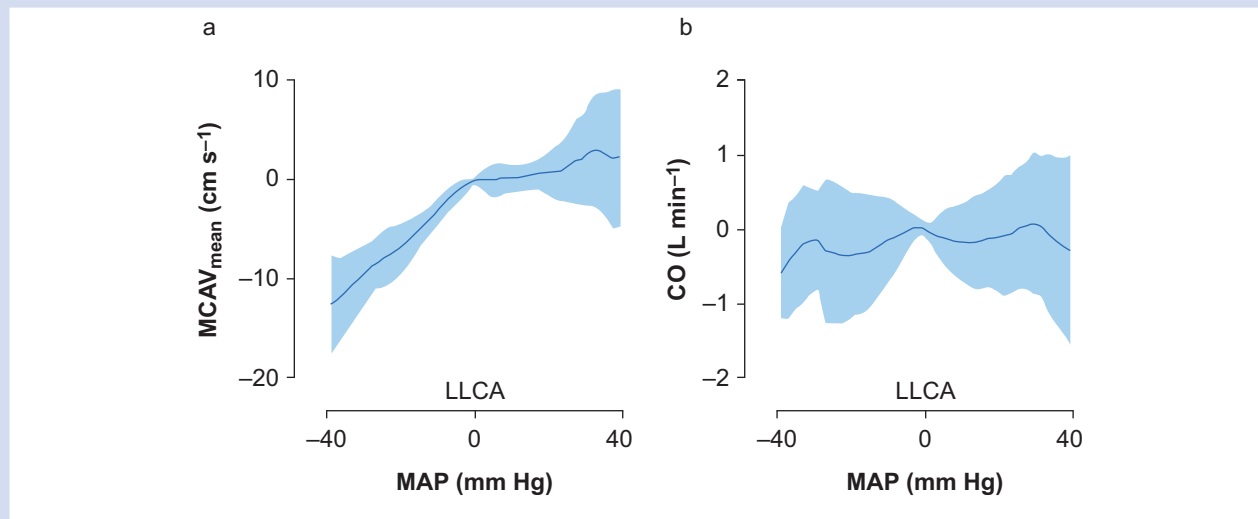 a
10
0
–10
–20
MCAVmean (cm s–1)
LLCA
–40 0 40
MAP (mm Hg)
b
2
1
0
–1
–2
CO (L min–1)
LLCA
–40 0 40
MAP (mm Hg)